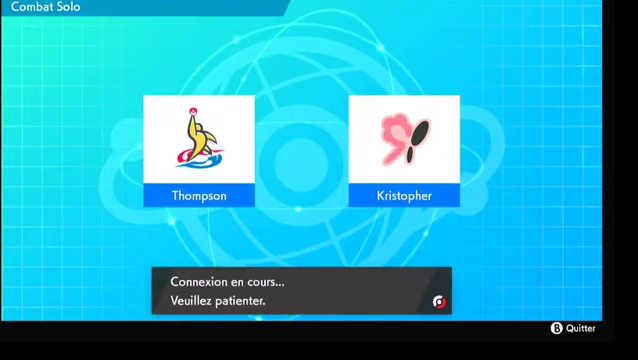 Combat Solo
Thompson
Kristopher
Connexion en cours...
Veuillez patienter.
B Quitter